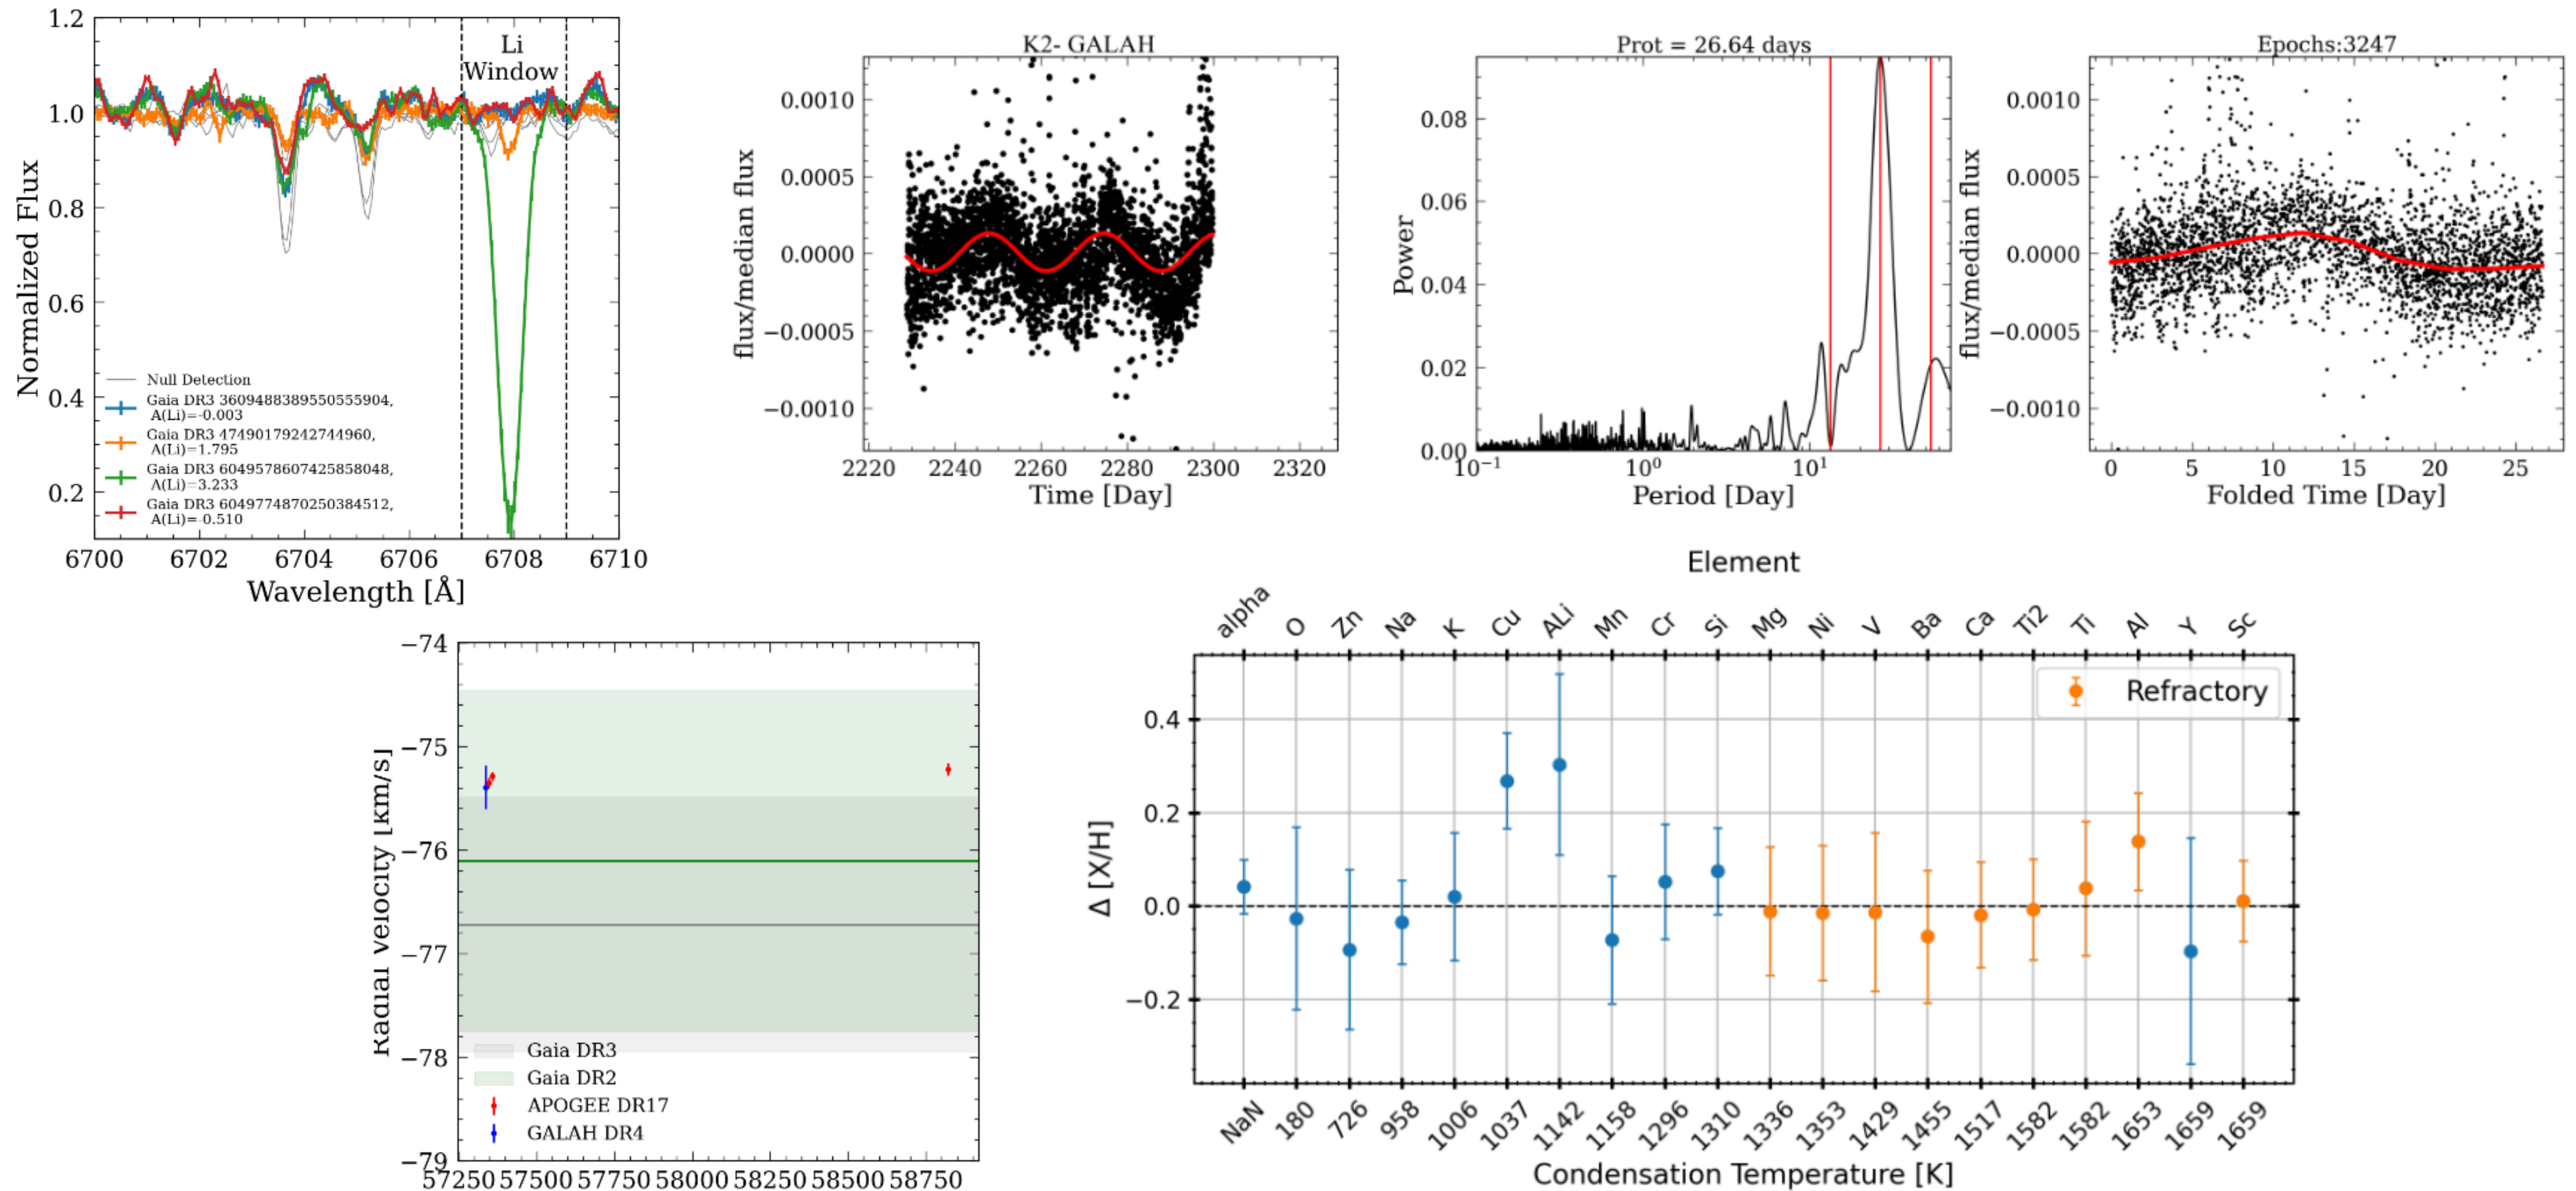 1.2
1.0
0.8
0.6
0.4
0.2
Normalized Flux
Li
Window
Null Detection
Gaia DR3 3609488389550555904,
A(Li)=-0.003
Gaia DR3 47490179242744960,
A(Li)=1.795
Gaia DR3 6049578607425858048,
A(Li)=3.233
Gaia DR3 6049774870250384512,
A(Li)=-0.510
6700 6702 6704 6706 6708 6710
Wavelength [Å]
K2- GALAH
flux/median flux
0.0010
0.0005
0.0000
−0.0005
−0.0010
2220 2240 2260 2280 2300 2320
Time [Day]
Prot = 26.64 days
Power
0.08
0.06
0.04
0.02
0.00
10−1 100 101
Period [Day]
Epochs:3247
flux/median flux
0.0010
0.0005
0.0000
−0.0005
−0.0010
0 5 10 15 20 25
Folded Time [Day]
Radial velocity [km/s]
−74
−75
−76
−77
−78
−79
Gaia DR3
Gaia DR2
APOGEE DR17
GALAH DR4
57250 57500 57750 58000 58250 58500 58750
Element
alpha O Zn Na K Cu ALi Mn Cr Si Mg Ni V Ba Ca Ti2 Ti Al Y Sc
Refractory
Δ [X/H]
0.4
0.2
0.0
−0.2
NaN 180 726 958 1006 1037 1142 1158 1296 1310 1336 1353 1429 1455 1517 1582 1582 1653 1659 1659
Condensation Temperature [K]